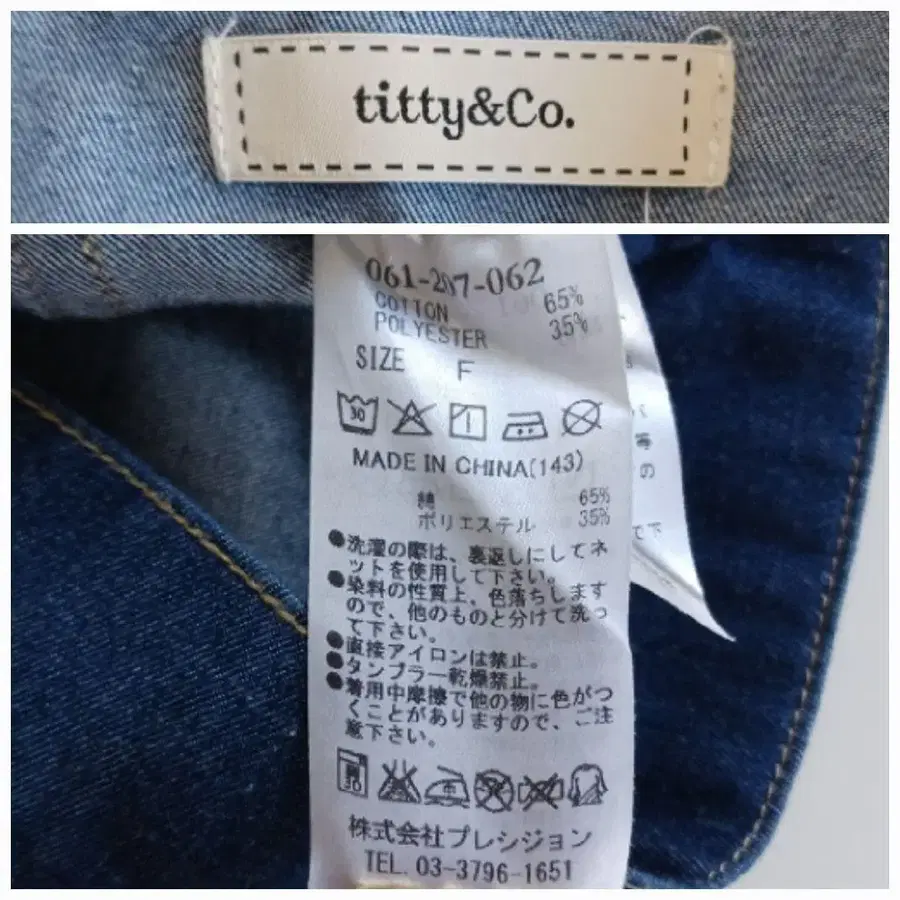 titty&Co.
061-207-062
COTTON 65%
POLYESTER 35%
SIZE F
30
MADE IN CHINA(143)
綿 65%
ポリエステル 35%
●洗濯の際は、裏返しにしてネ
ットを使用して下さい。
●染料の性質上、色落ちします
ので、他のものと分けて洗っ
て下さい。
●直接アイロンは禁止。
●タンブラー乾燥禁止。
●着用中摩擦で他の物に色がつ
くことがありますので、ご注
意下さい。
30
株式会社プレシジョン
TEL. 03-3796-1651
等
の
で下